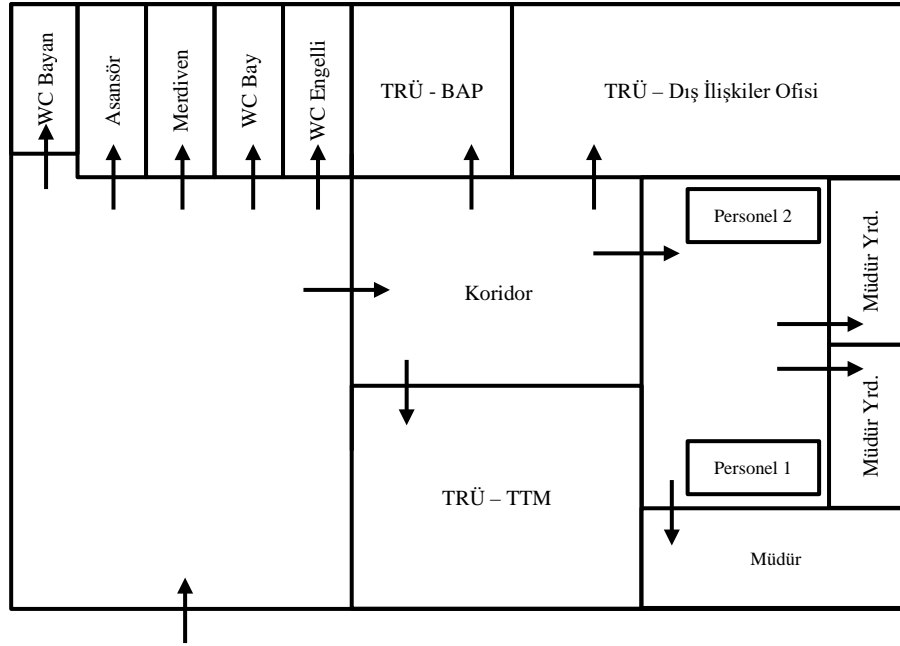 WC Bayan
Asansör
Merdiven
WC Bay
WC Engelli
TRÜ - BAP
TRÜ – Dış İlişkiler Ofisi
Personel 2
Müdür Yrd.
Koridor
Müdür Yrd.
Personel 1
TRÜ – TTM
Müdür